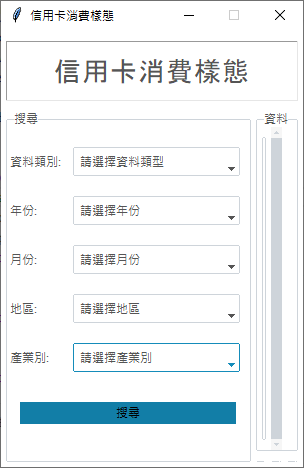 信用卡消費樣態
信用卡消費樣態
搜尋
資料
資料類別:
請選擇資料類型
年份:
請選擇年份
月份:
請選擇月份
地區:
請選擇地區
產業別:
請選擇產業別
搜尋